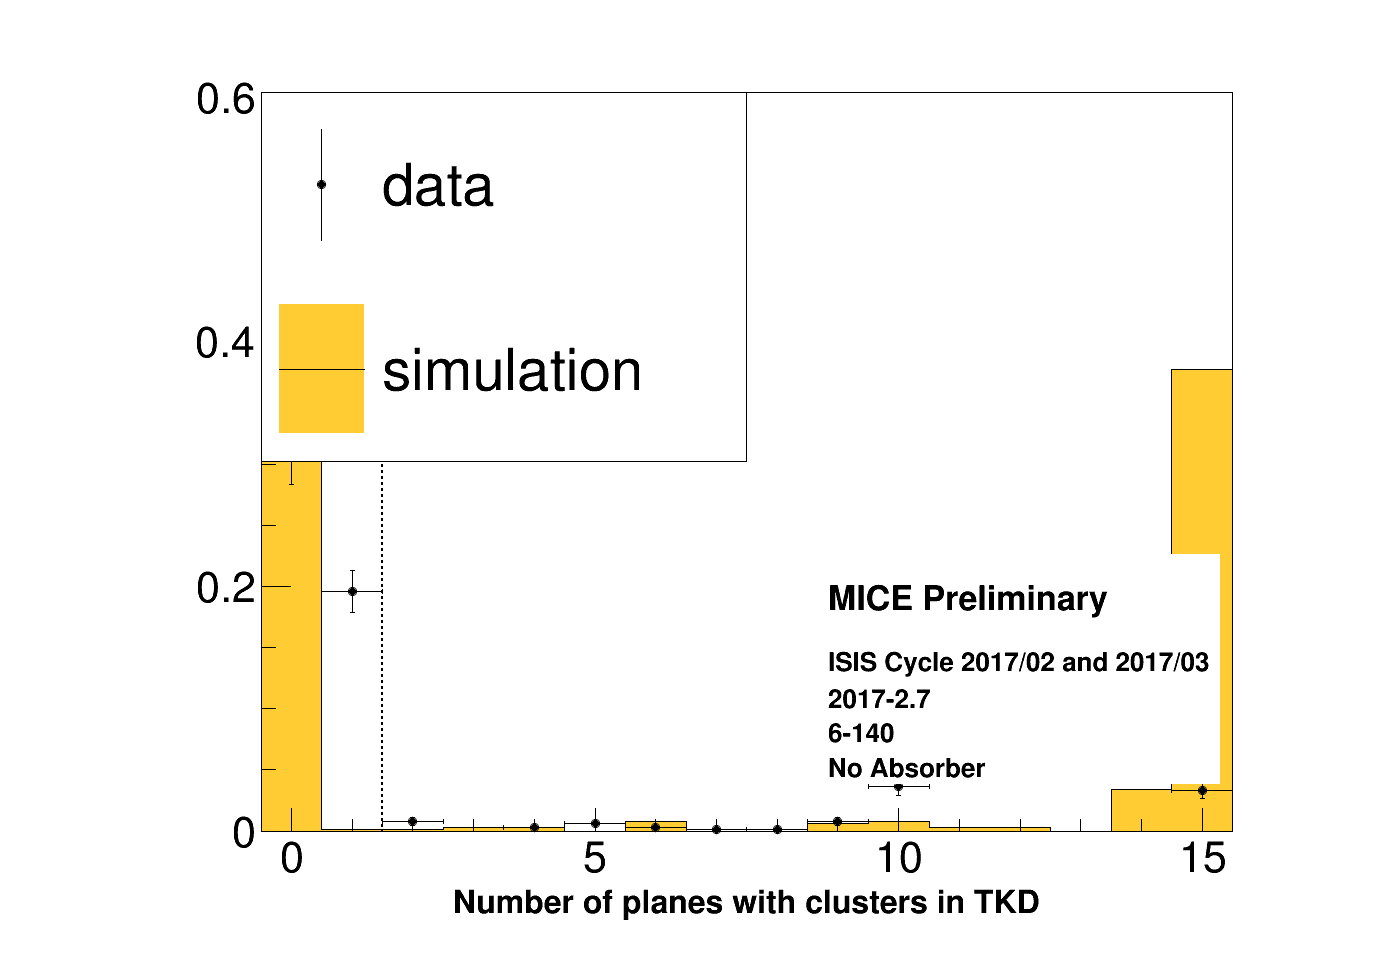 0.6
data
0.4
simulation
0.2
MICE Preliminary
ISIS Cycle 2017/02 and 2017/03
2017-2.7
6-140
No Absorber
0
0 5 10 15
Number of planes with clusters in TKD